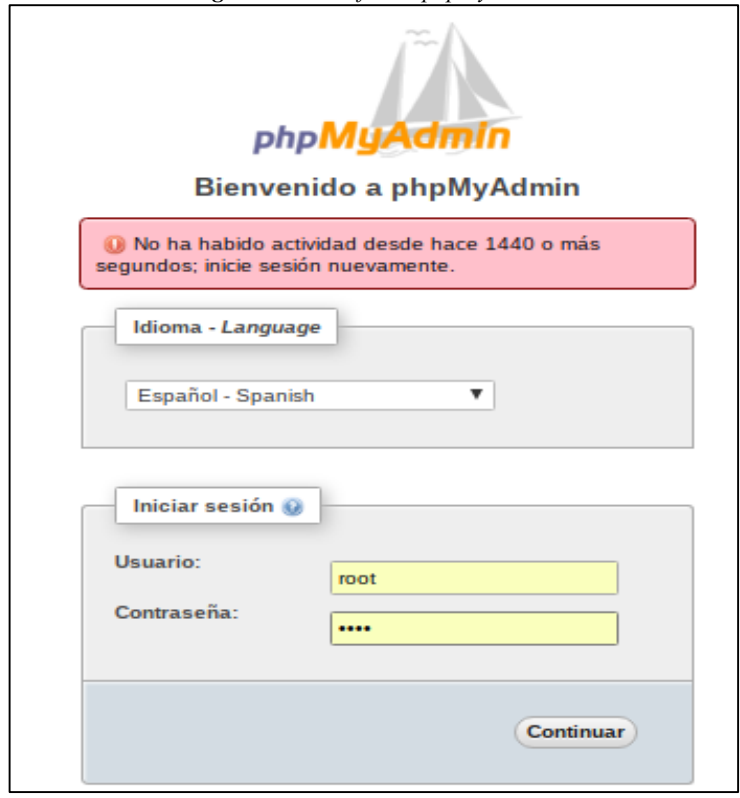 phpMyAdmin
Bienvenido a phpMyAdmin
No ha habido actividad desde hace 1440 o más
segundos; inicie sesión nuevamente.
Idioma - Language
Español - Spanish
Iniciar sesión
Usuario:
root
Contraseña:
••••
Continuar